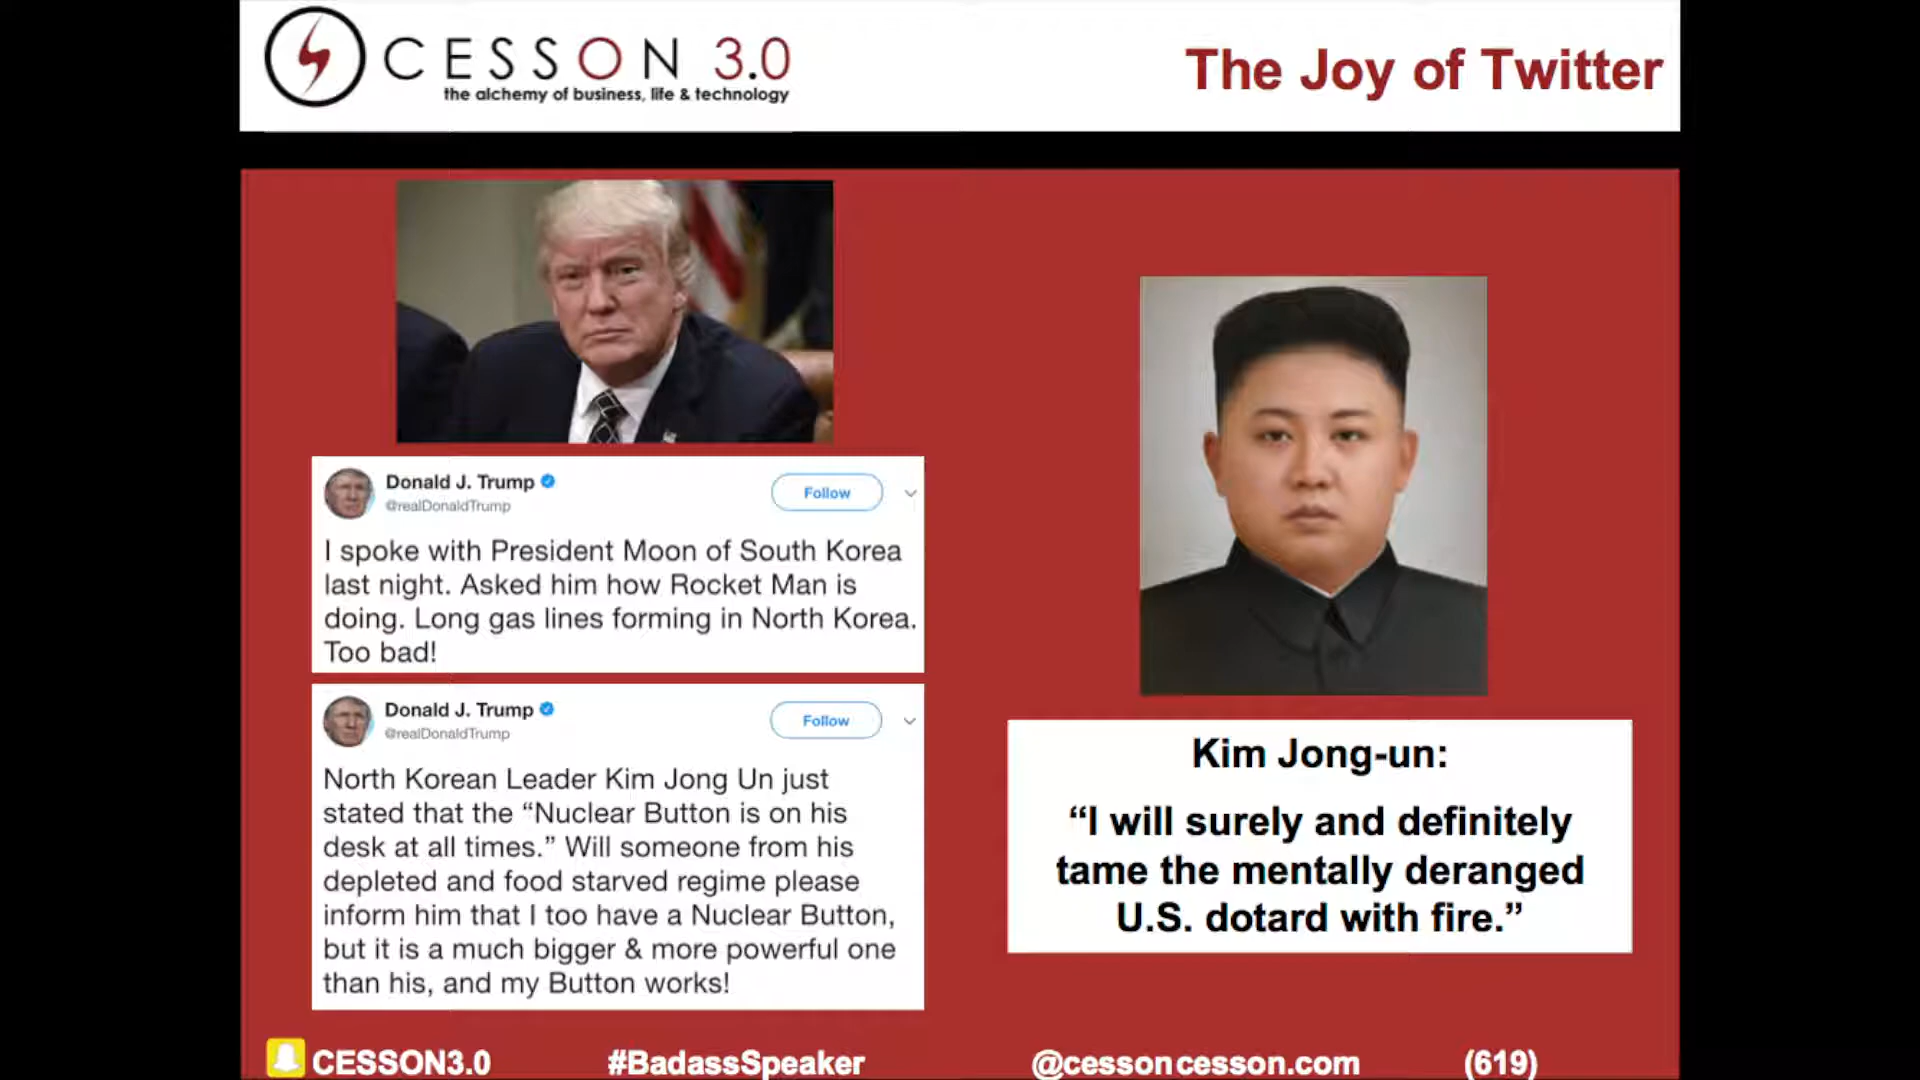 CESSON 3.0
the alchemy of business, life & technology
The Joy of Twitter
Donald J. Trump
@realDonaldTrump
Follow
I spoke with President Moon of South Korea
last night. Asked him how Rocket Man is
doing. Long gas lines forming in North Korea.
Too bad!
Donald J. Trump
@realDonaldTrump
Follow
North Korean Leader Kim Jong Un just
stated that the “Nuclear Button is on his
desk at all times.” Will someone from his
depleted and food starved regime please
inform him that I too have a Nuclear Button,
but it is a much bigger & more powerful one
than his, and my Button works!
Kim Jong-un:
“I will surely and definitely
tame the mentally deranged
U.S. dotard with fire.”
CESSON3.0
#BadassSpeaker
@cessoncesson.com
(619)